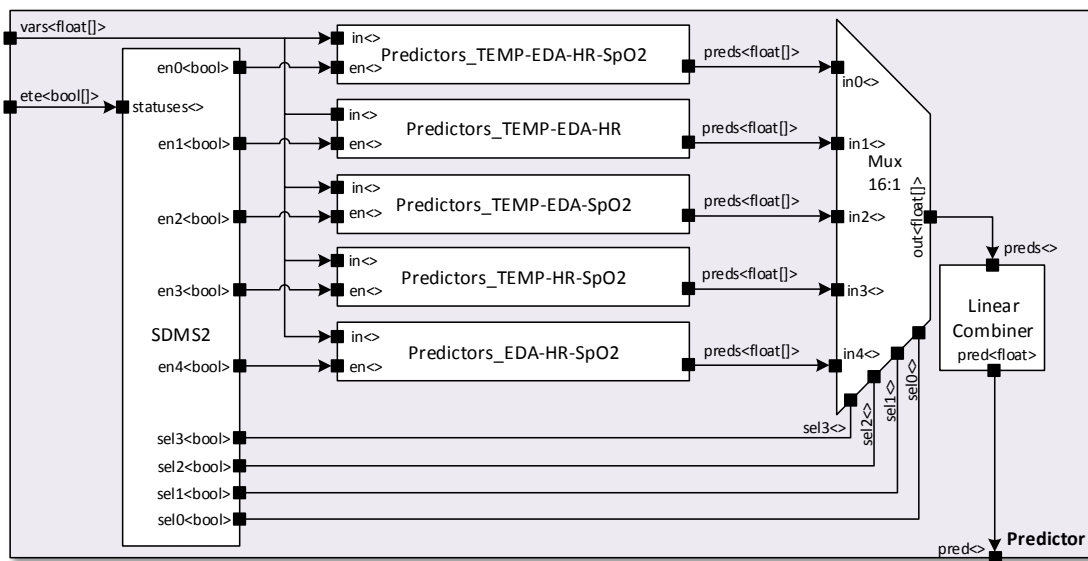 vars<float[]>
ete<bool[]>
statuses<>
en0<bool>
en1<bool>
en2<bool>
en3<bool>
SDMS2
en4<bool>
sel3<bool>
sel2<bool>
sel1<bool>
sel0<bool>
in<>
Predictors_TEMP-EDA-HR-SpO2
en<>
preds<float[]>
in<>
Predictors_TEMP-EDA-HR
en<>
preds<float[]>
in<>
Predictors_TEMP-EDA-SpO2
en<>
preds<float[]>
in<>
Predictors_TEMP-HR-SpO2
en<>
preds<float[]>
in<>
Predictors_EDA-HR-SpO2
en<>
preds<float[]>
in0<>
in1<>
Mux
16:1
in2<>
in3<>
in4<>
out<float[]>
sel3<>
sel2<>
sel1<>
sel0<>
preds<>
Linear
Combiner
pred<float>
Predictor
pred<>